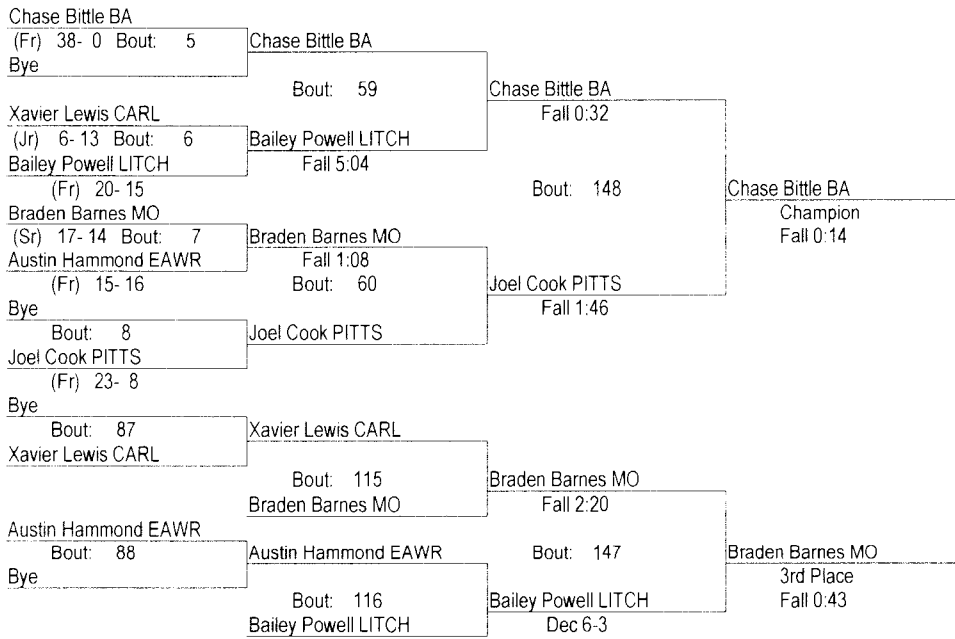 Chase Bittle BA
(Fr) 38- 0 Bout: 5
Chase Bittle BA
Bye
Bout: 59
Chase Bittle BA
Xavier Lewis CARL
Fall 0:32
(Jr) 6- 13 Bout: 6
Bailey Powell LITCH
Bailey Powell LITCH
Fall 5:04
(Fr) 20- 15
Bout: 148
Chase Bittle BA
Braden Barnes MO
Champion
(Sr) 17- 14 Bout: 7
Braden Barnes MO
Fall 0:14
Austin Hammond EAWR
Fall 1:08
(Fr) 15- 16
Bout: 60
Joel Cook PITTS
Bye
Fall 1:46
Bout: 8
Joel Cook PITTS
Joel Cook PITTS
(Fr) 23- 8
Bye
Bout: 87
Xavier Lewis CARL
Xavier Lewis CARL
Bout: 115
Braden Barnes MO
Braden Barnes MO
Fall 2:20
Austin Hammond EAWR
Bout: 88
Austin Hammond EAWR
Bout: 147
Braden Barnes MO
Bye
3rd Place
Bout: 116
Bailey Powell LITCH
Fall 0:43
Bailey Powell LITCH
Dec 6-3